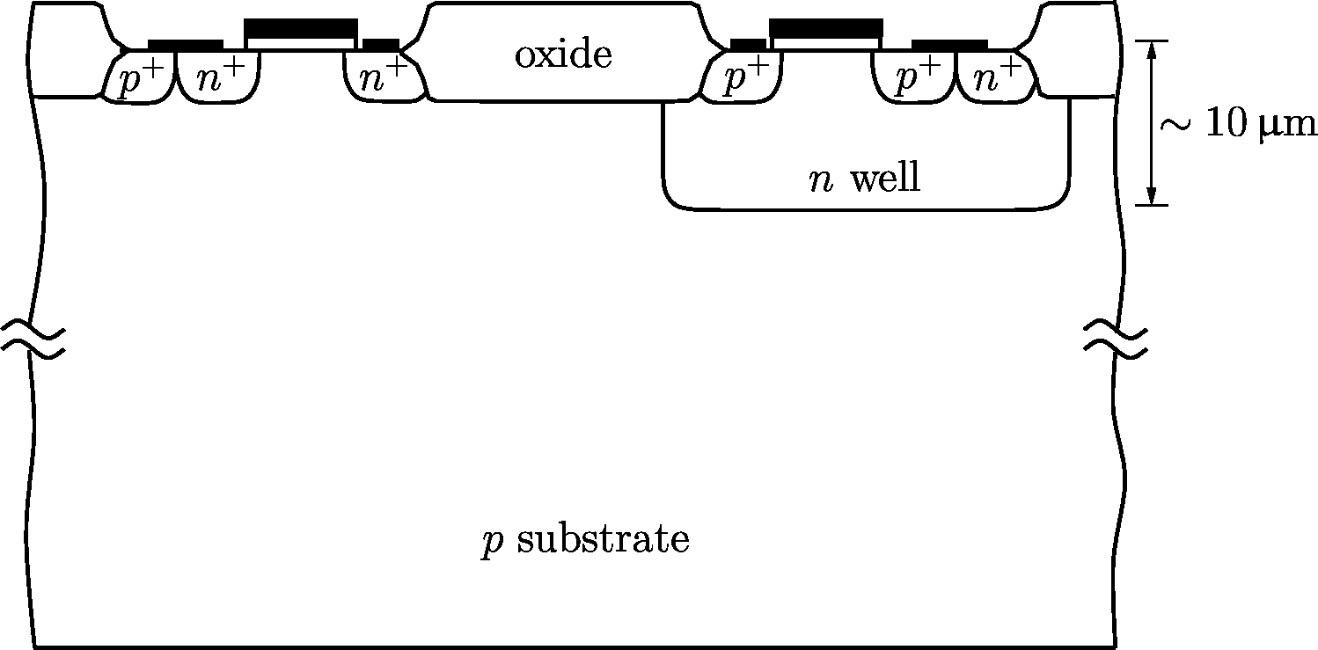 p+ n+ n+ oxide p+ p+ n+
~ 10 μm
n well
p substrate